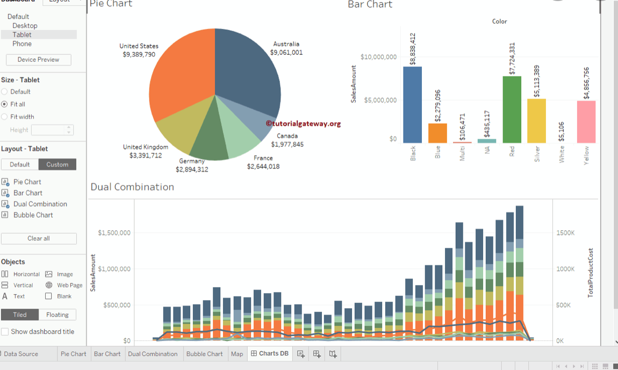 Dashboard Layout
Default
Desktop
Tablet
Phone
Device Preview
Size - Tablet
Default
Fit all
Fit width
Height
Layout - Tablet
Default Custom
Pie Chart
Bar Chart
Dual Combination
Bubble Chart
Clear all
Objects
Horizontal Image
Vertical Web Page
A Text Blank
Tiled Floating
Show dashboard title
Pie Chart
United States
$9,389,790
Australia
$9,061,001
©tutorialgateway.org
Canada
$1,977,845
France
$2,644,018
Germany
$2,894,312
United Kingdom
$3,391,712
Bar Chart
Color
SalesAmount
$10,000,000
$5,000,000
$0
$8,838,412
$2,279,096
$106,471
$435,117
$7,724,331
$5,113,389
$5,106
$4,856,756
Black
Blue
Multi
NA
Red
Silver
White
Yellow
Dual Combination
SalesAmount
$1,500,000
$1,000,000
$500,000
$0
1500K
1000K
500K
0K
TotalProductCost
Data Source Pie Chart Bar Chart Dual Combination Bubble Chart Map Charts DB